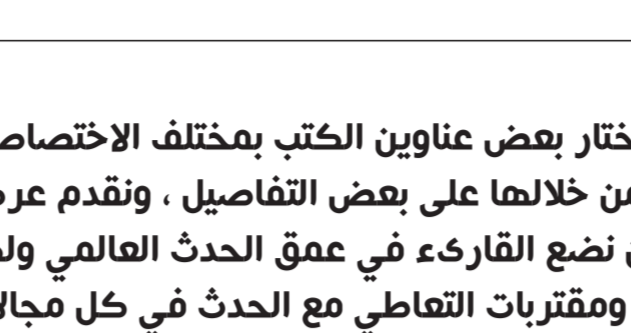 ختار بعض عناوين الكتب بمختلف الاختصاص
من خلالها على بعض التفاصيل ، ونقدم عر
نضع القارىء في عمق الحدث العالمي ول
ومقتربات التعاطي مع الحدث في كل مجال